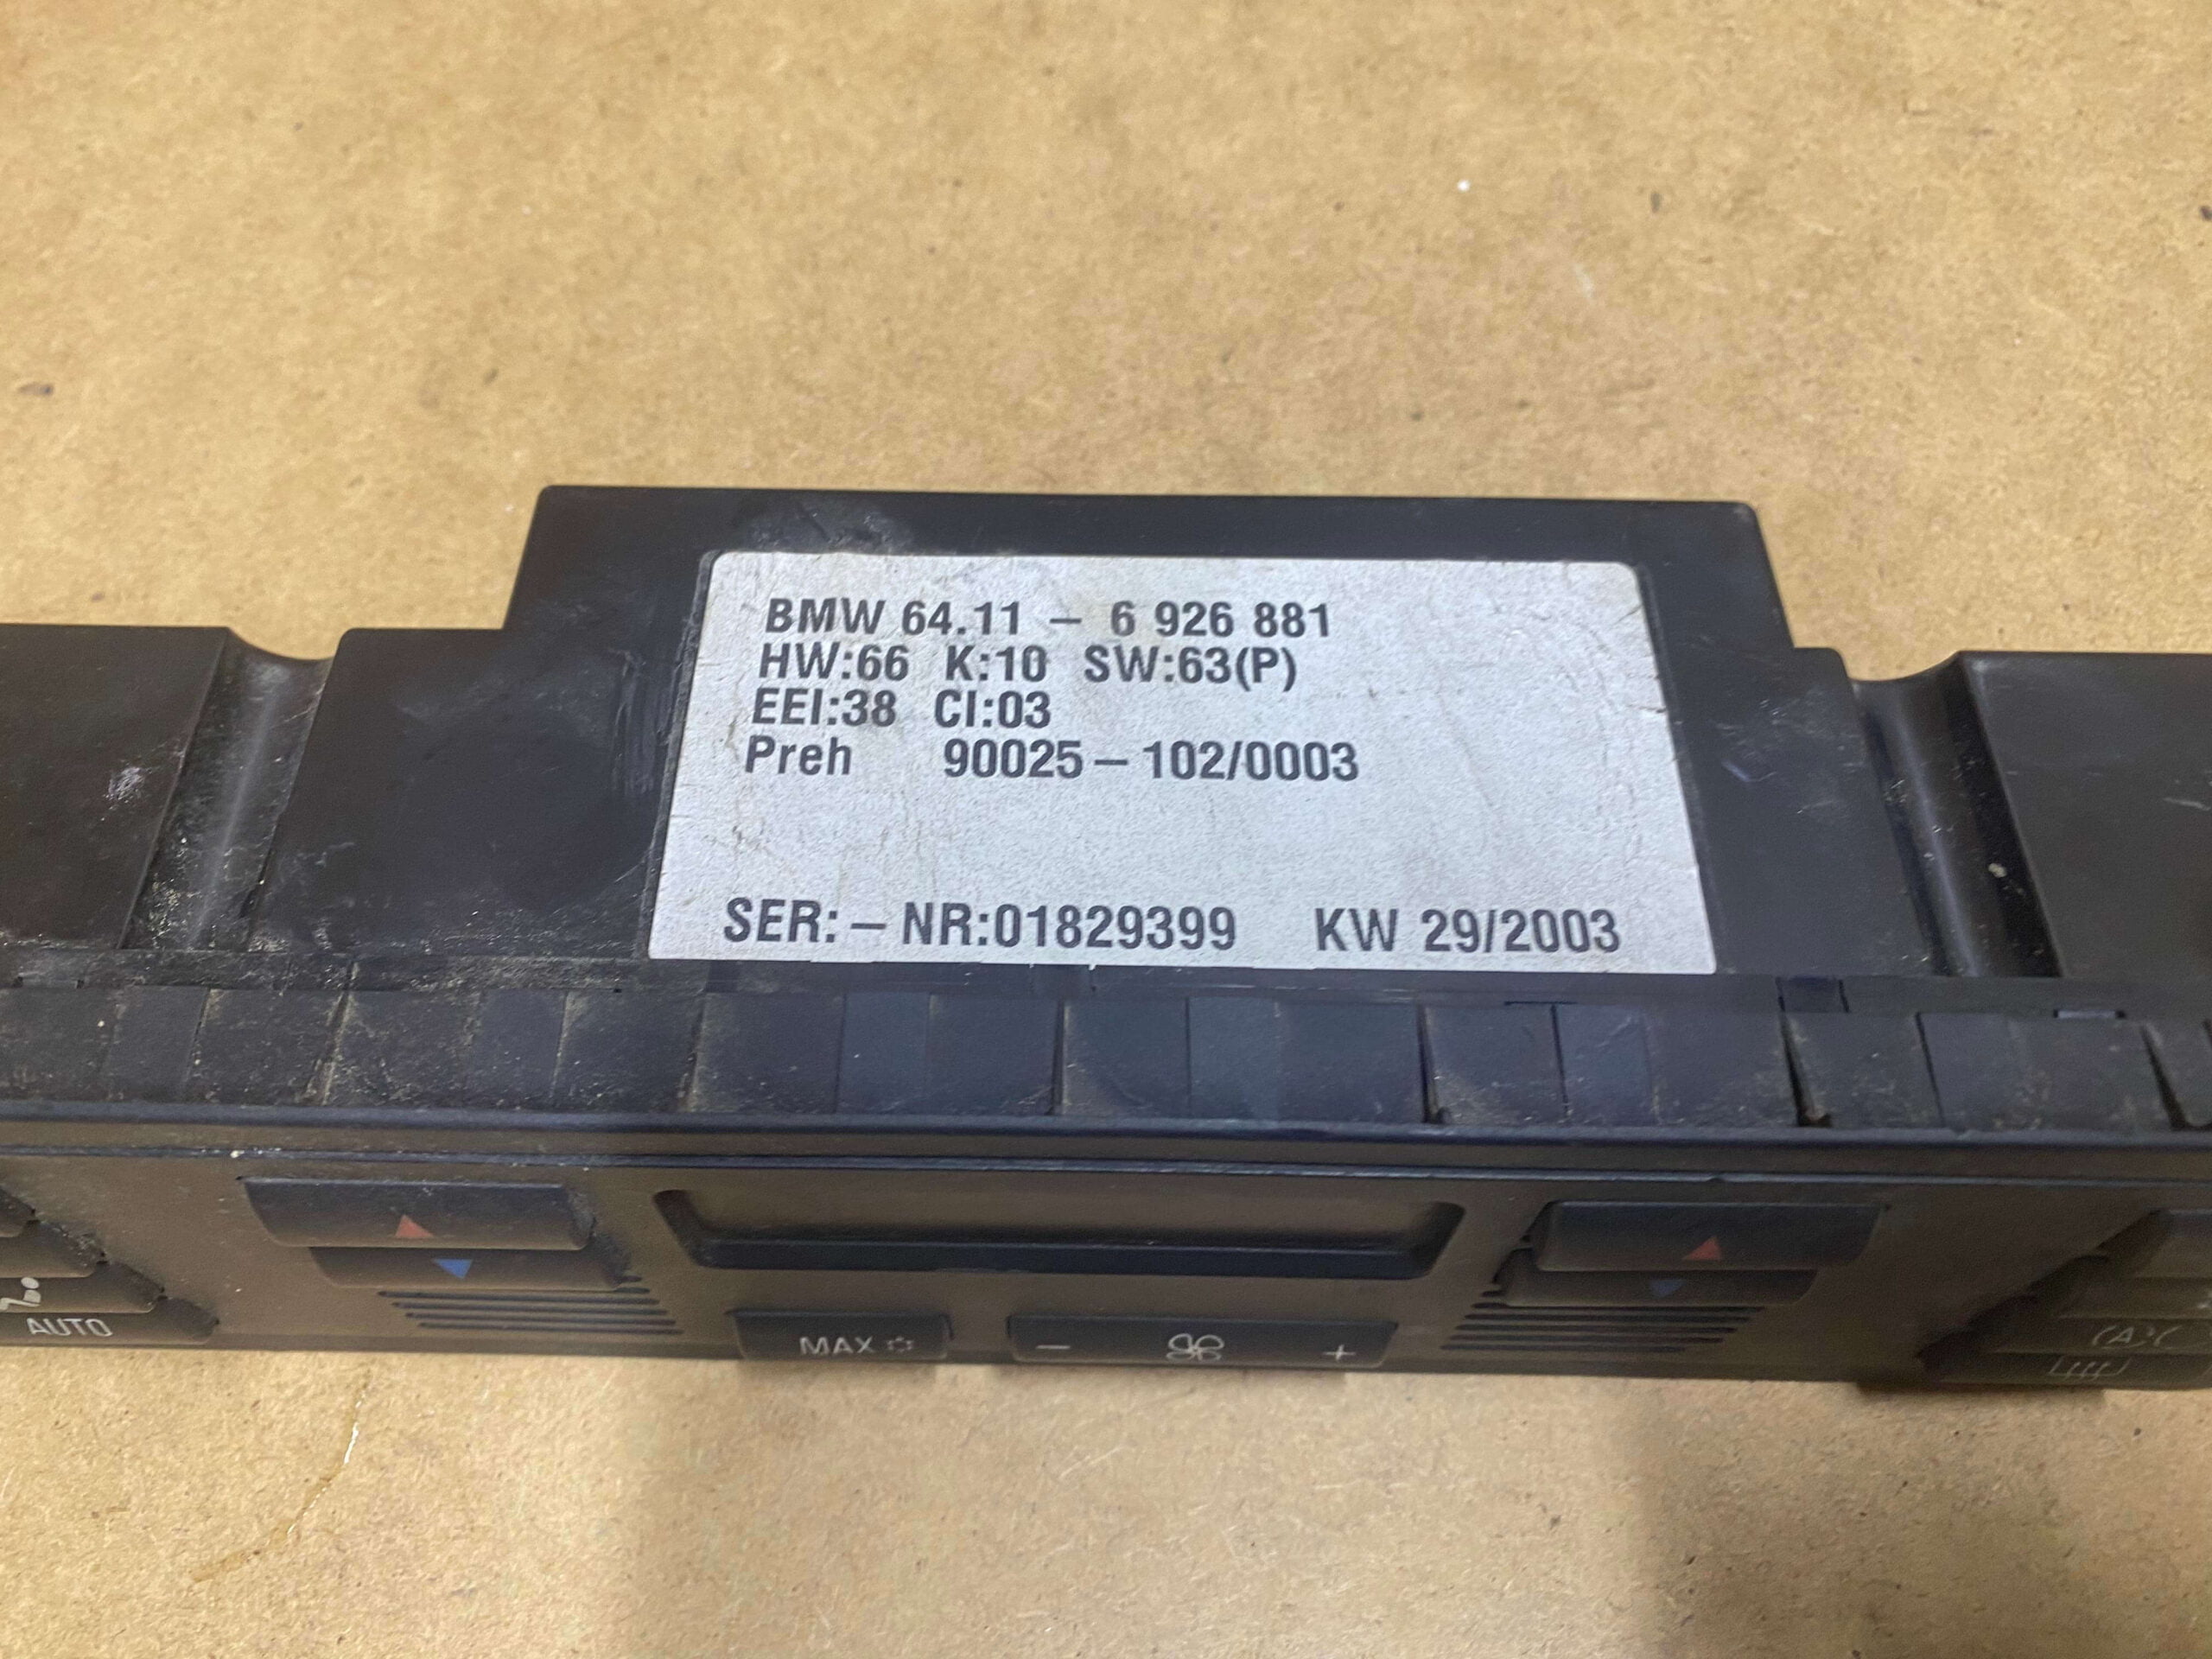 BMW 64.11 – 6 926 881
HW:66 K:10 SW:63(P)
EEI:38 CI:03
Preh 90025–102/0003
SER:–NR:01829399 KW 29/2003
AUTO
MAX
– +
(A)